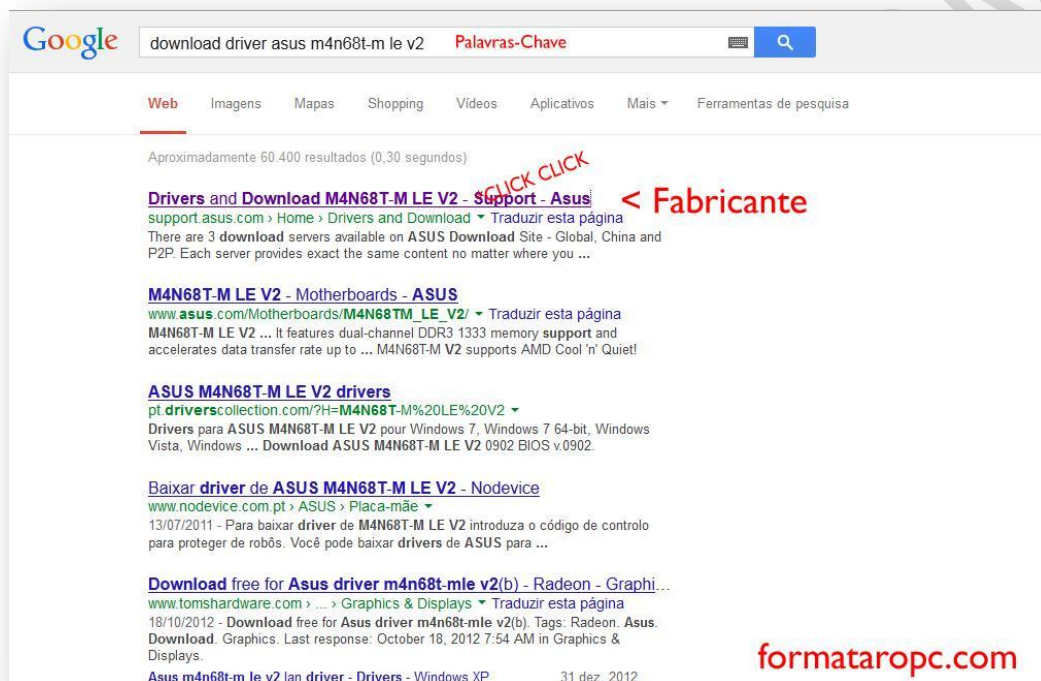 Google download driver asus m4n68t-m le v2 Palavras-Chave
Web Imagens Mapas Shopping Vídeos Aplicativos Mais Ferramentas de pesquisa
Aproximadamente 60.400 resultados (0,30 segundos)
*CLICK CLICK
Drivers and Download M4N68T-M LE V2 - Support - Asus < Fabricante
support.asus.com › Home › Drivers and Download Traduzir esta página
There are 3 download servers available on ASUS Download Site - Global, China and
P2P. Each server provides exact the same content no matter where you ...
M4N68T-M LE V2 - Motherboards - ASUS
www.asus.com/Motherboards/M4N68TM_LE_V2/ Traduzir esta página
M4N68T-M LE V2 ... It features dual-channel DDR3 1333 memory support and
accelerates data transfer rate up to ... M4N68T-M V2 supports AMD Cool 'n' Quiet!
ASUS M4N68T-M LE V2 drivers
pt.driverscollection.com/?H=M4N68T-M%20LE%20V2
Drivers para ASUS M4N68T-M LE V2 pour Windows 7, Windows 7 64-bit, Windows
Vista, Windows ... Download ASUS M4N68T-M LE V2 0902 BIOS v.0902.
Baixar driver de ASUS M4N68T-M LE V2 - Nodevice
www.nodevice.com.pt › ASUS › Placa-mãe
13/07/2011 - Para baixar driver de M4N68T-M LE V2 introduza o código de controlo
para proteger de robôs. Você pode baixar drivers de ASUS para ...
Download free for Asus driver m4n68t-mle v2(b) - Radeon - Graphi...
www.tomshardware.com › ... › Graphics & Displays Traduzir esta página
18/10/2012 - Download free for Asus driver m4n68t-mle v2(b). Tags: Radeon. Asus.
Download. Graphics. Last response: October 18, 2012 7:54 AM in Graphics &
Displays.
Asus m4n68t-m le v2 lan driver - Drivers - Windows XP 31 dez. 2012
formataropc.com